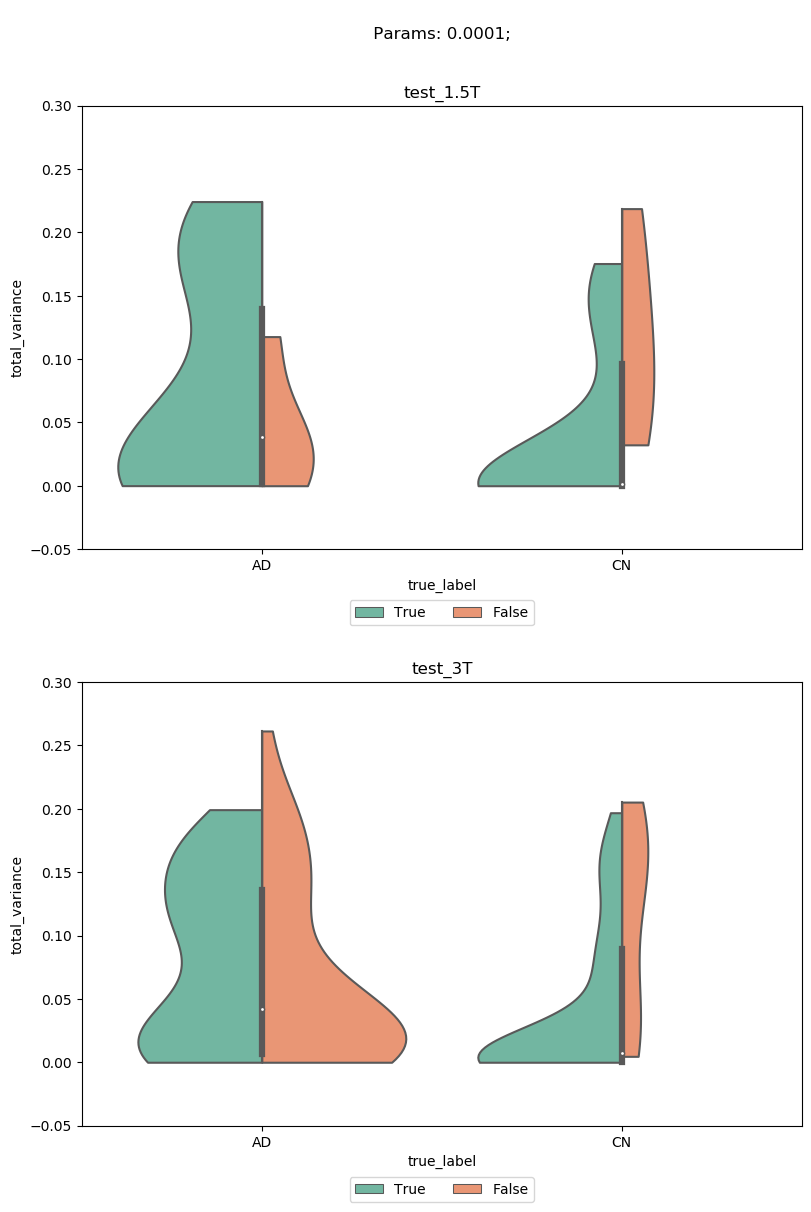 Params: 0.0001;
test_1.5T
0.30
0.25
0.20
0.15
0.10
0.05
0.00
−0.05
total_variance
AD
CN
true_label
True
False
test_3T
0.30
0.25
0.20
0.15
0.10
0.05
0.00
−0.05
total_variance
AD
CN
true_label
True
False